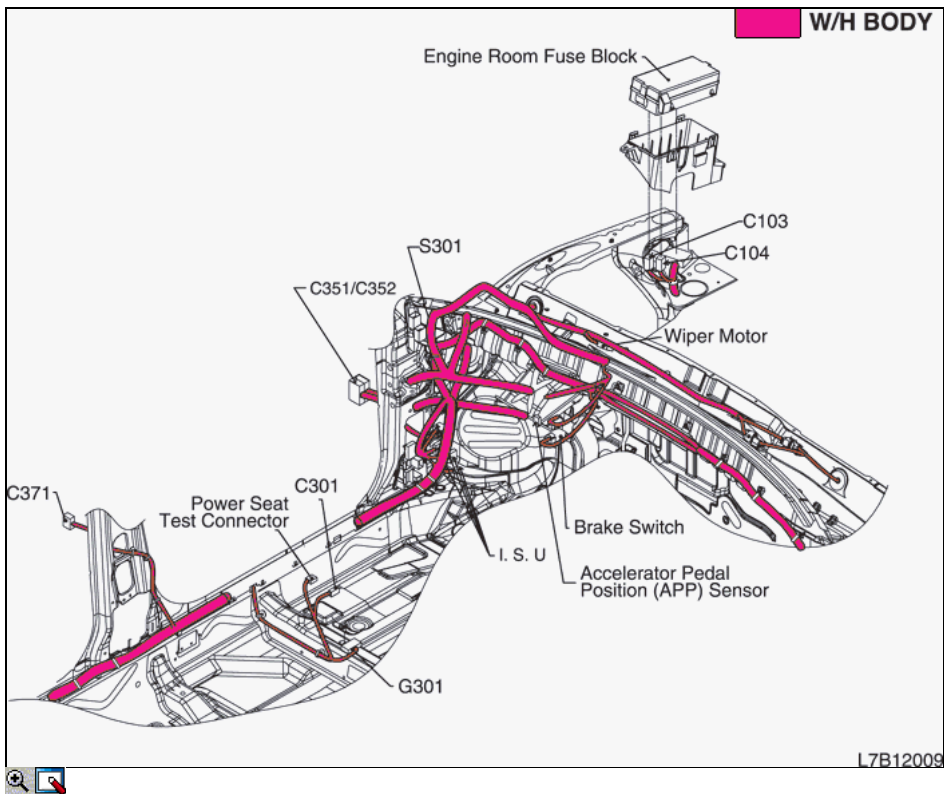 W/H BODY
Engine Room Fuse Block
C103
C104
S301
C351/C352
Wiper Motor
C371
Power Seat
Test Connector
C301
Brake Switch
I. S. U
Accelerator Pedal
Position (APP) Sensor
G301
L7B12009